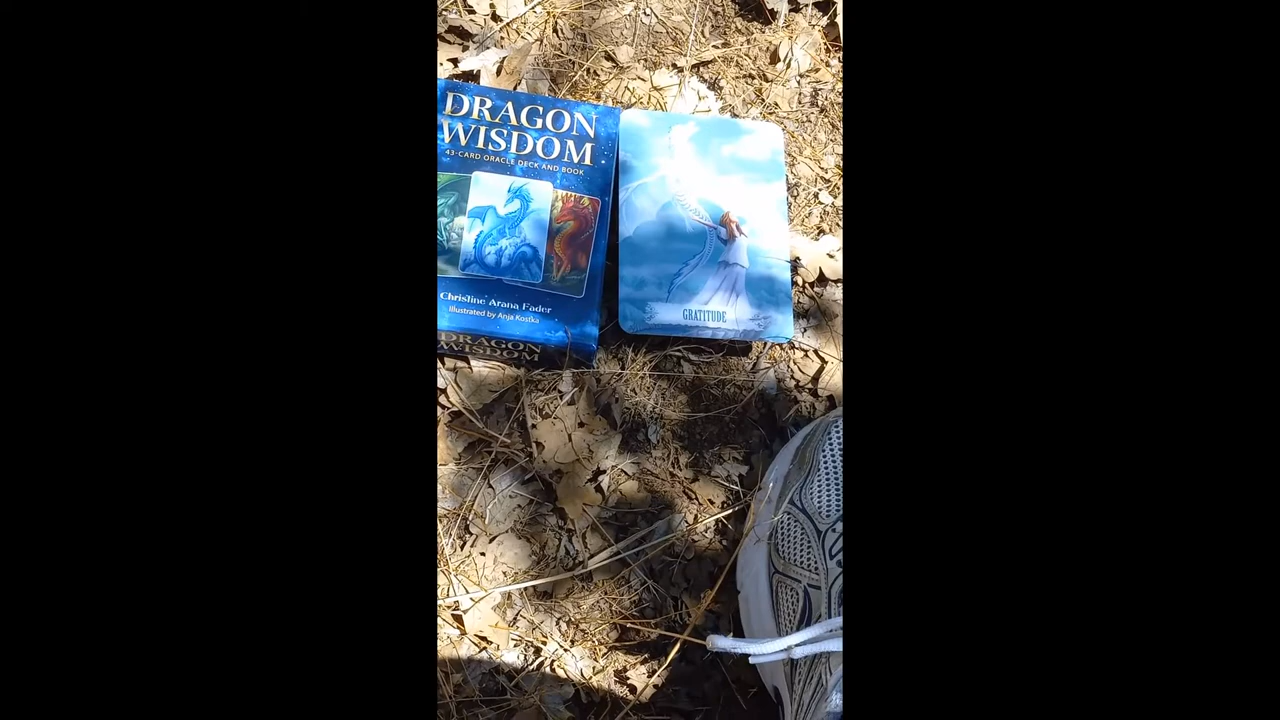 DRAGON
WISDOM
43-CARD ORACLE DECK AND BOOK
Christine Arana Fader
Illustrated by Anja Kostka
DRAGON
WISDOM
GRATITUDE